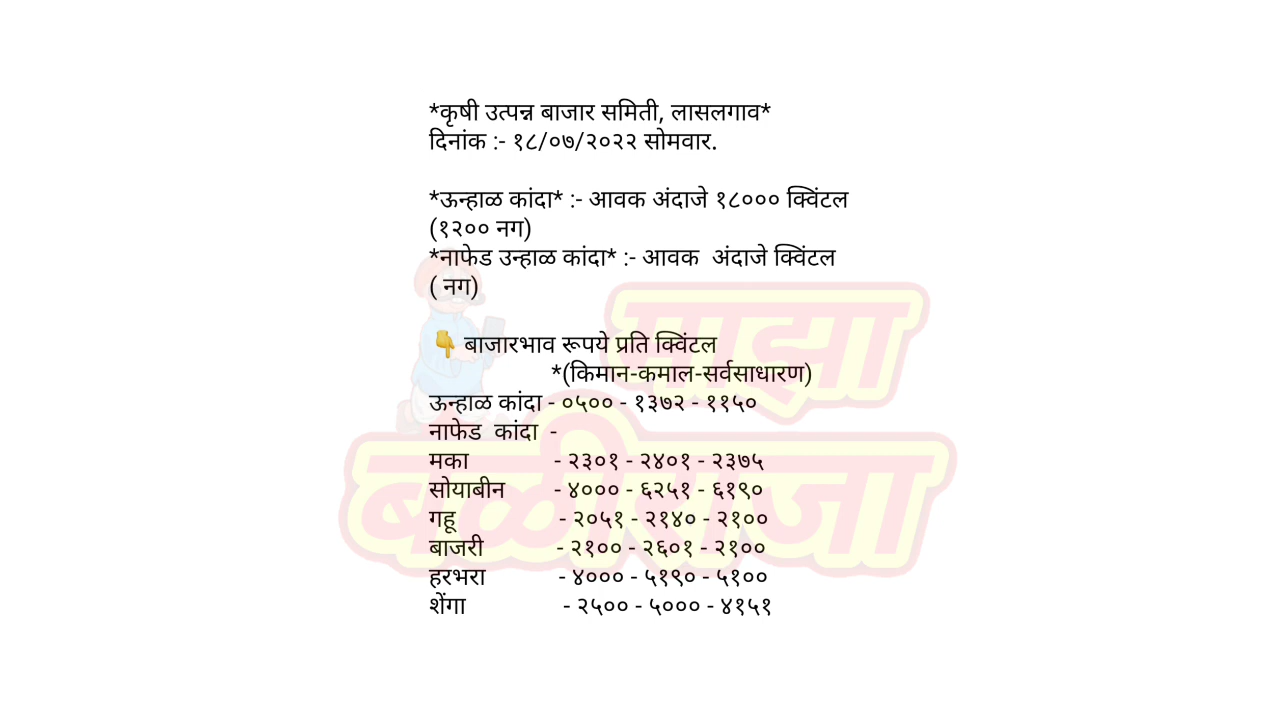 *कृषी उत्पन्न बाजार समिती, लासलगाव*
दिनांक :- १८/०७/२०२२ सोमवार.
*ऊन्हाळ कांदा* :- आवक अंदाजे १८००० क्विंटल
(१२०० नग)
*नाफेड उन्हाळ कांदा* :- आवक  अंदाजे क्विंटल
( नग)
👇 बाजारभाव रूपये प्रति क्विंटल
*(किमान-कमाल-सर्वसाधारण)
ऊन्हाळ कांदा - ०५०० - १३७२ - ११५०
नाफेड  कांदा  -
मका - २३०१ - २४०१ - २३७५
सोयाबीन - ४००० - ६२५१ - ६१९०
गहू - २०५१ - २१४० - २१००
बाजरी - २१०० - २६०१ - २१००
हरभरा - ४००० - ५१९० - ५१००
शेंगा - २५०० - ५००० - ४१५१
माझा
बळीराजा